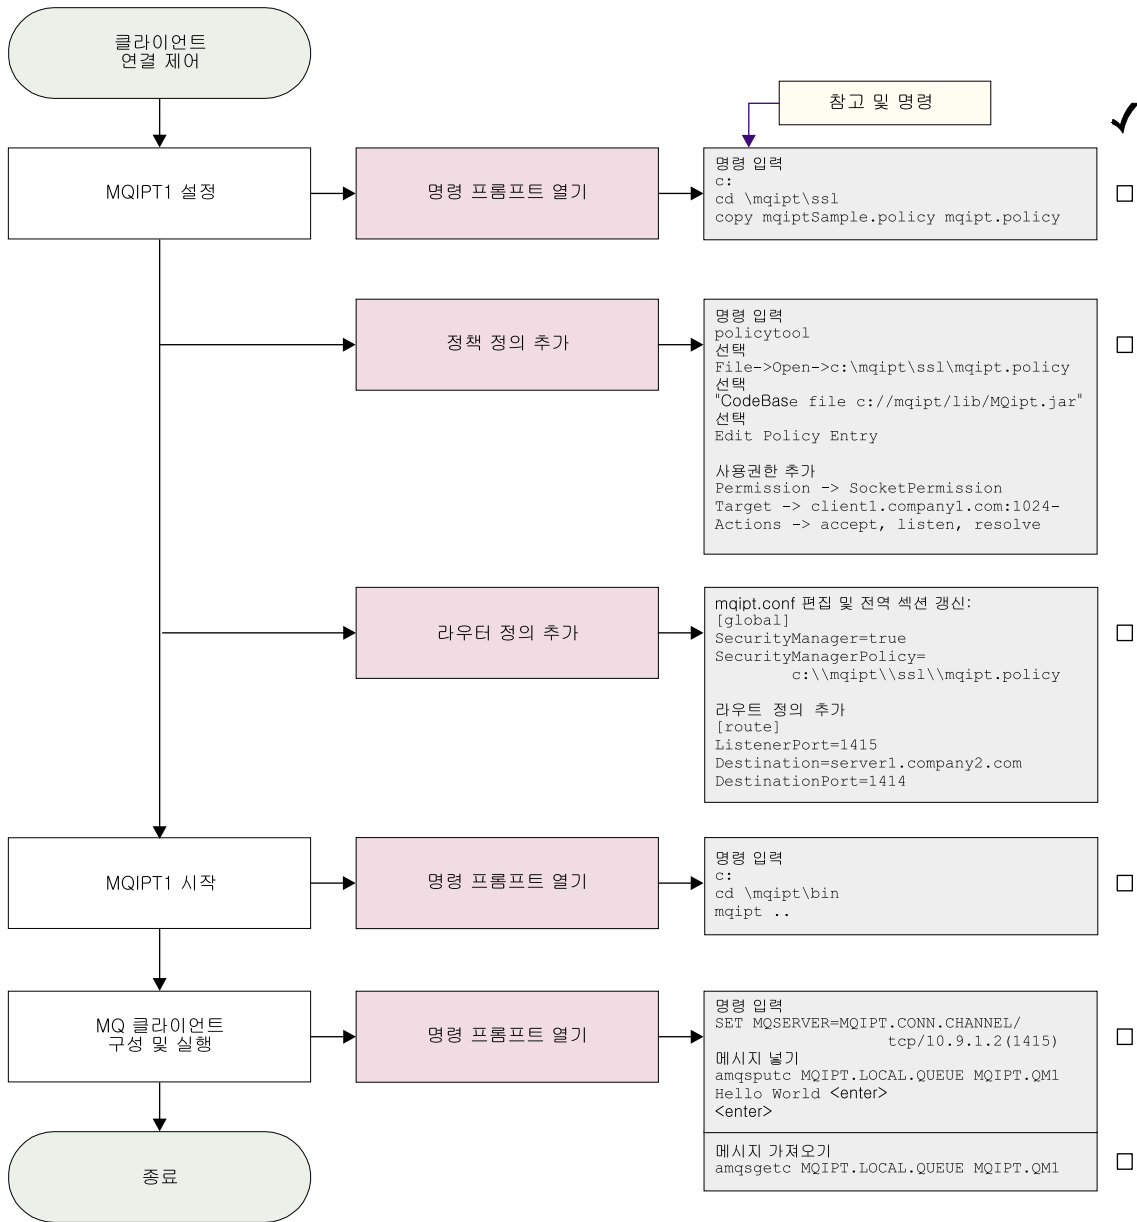 클라이언트
연결 제어
참고 및 명령
MQIPT1 설정
명령 프롬프트 열기
명령 입력
c:
cd \mqipt\ssl
copy mqiptSample.policy mqipt.policy
정책 정의 추가
명령 입력
policytool
선택
File->Open->c:\mqipt\ssl\mqipt.policy
선택
"CodeBase file c://mqipt/lib/MQipt.jar"
선택
Edit Policy Entry
사용권한 추가
Permission -> SocketPermission
Target -> client1.company1.com:1024-
Actions -> accept, listen, resolve
라우터 정의 추가
mqipt.conf 편집 및 전역 섹션 갱신:
[global]
SecurityManager=true
SecurityManagerPolicy=
c:\\mqipt\\ssl\\mqipt.policy
라우트 정의 추가
[route]
ListenerPort=1415
Destination=server1.company2.com
DestinationPort=1414
MQIPT1 시작
명령 프롬프트 열기
명령 입력
c:
cd \mqipt\bin
mqipt ..
MQ 클라이언트
구성 및 실행
명령 프롬프트 열기
명령 입력
SET MQSERVER=MQIPT.CONN.CHANNEL/
tcp/10.9.1.2(1415)
메시지 넣기
amqsputc MQIPT.LOCAL.QUEUE MQIPT.QM1
Hello World <enter>
<enter>
메시지 가져오기
amqsgetc MQIPT.LOCAL.QUEUE MQIPT.QM1
종료